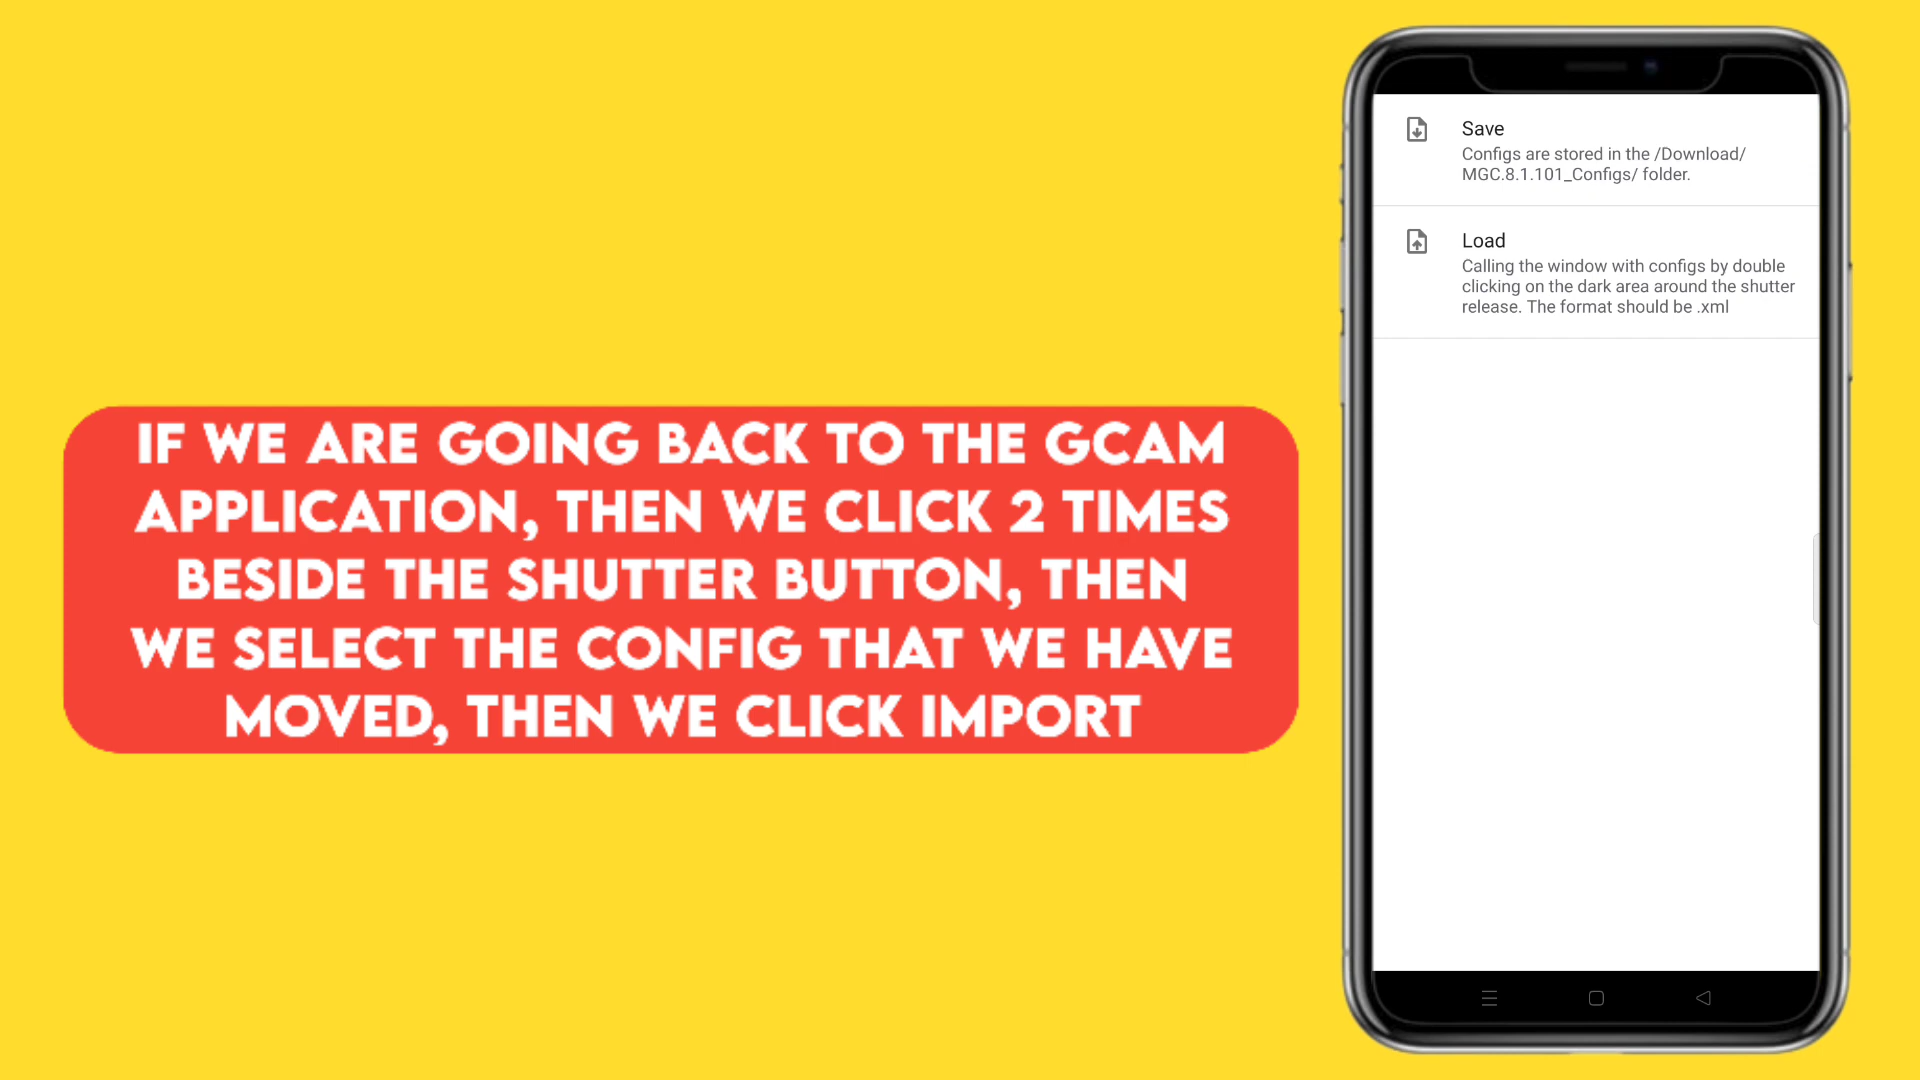 IF WE ARE GOING BACK TO THE GCAM
APPLICATION, THEN WE CLICK 2 TIMES
BESIDE THE SHUTTER BUTTON, THEN
WE SELECT THE CONFIG THAT WE HAVE
MOVED, THEN WE CLICK IMPORT
Save
Configs are stored in the /Download/
MGC.8.1.101_Configs/ folder.
Load
Calling the window with configs by double
clicking on the dark area around the shutter
release. The format should be .xml